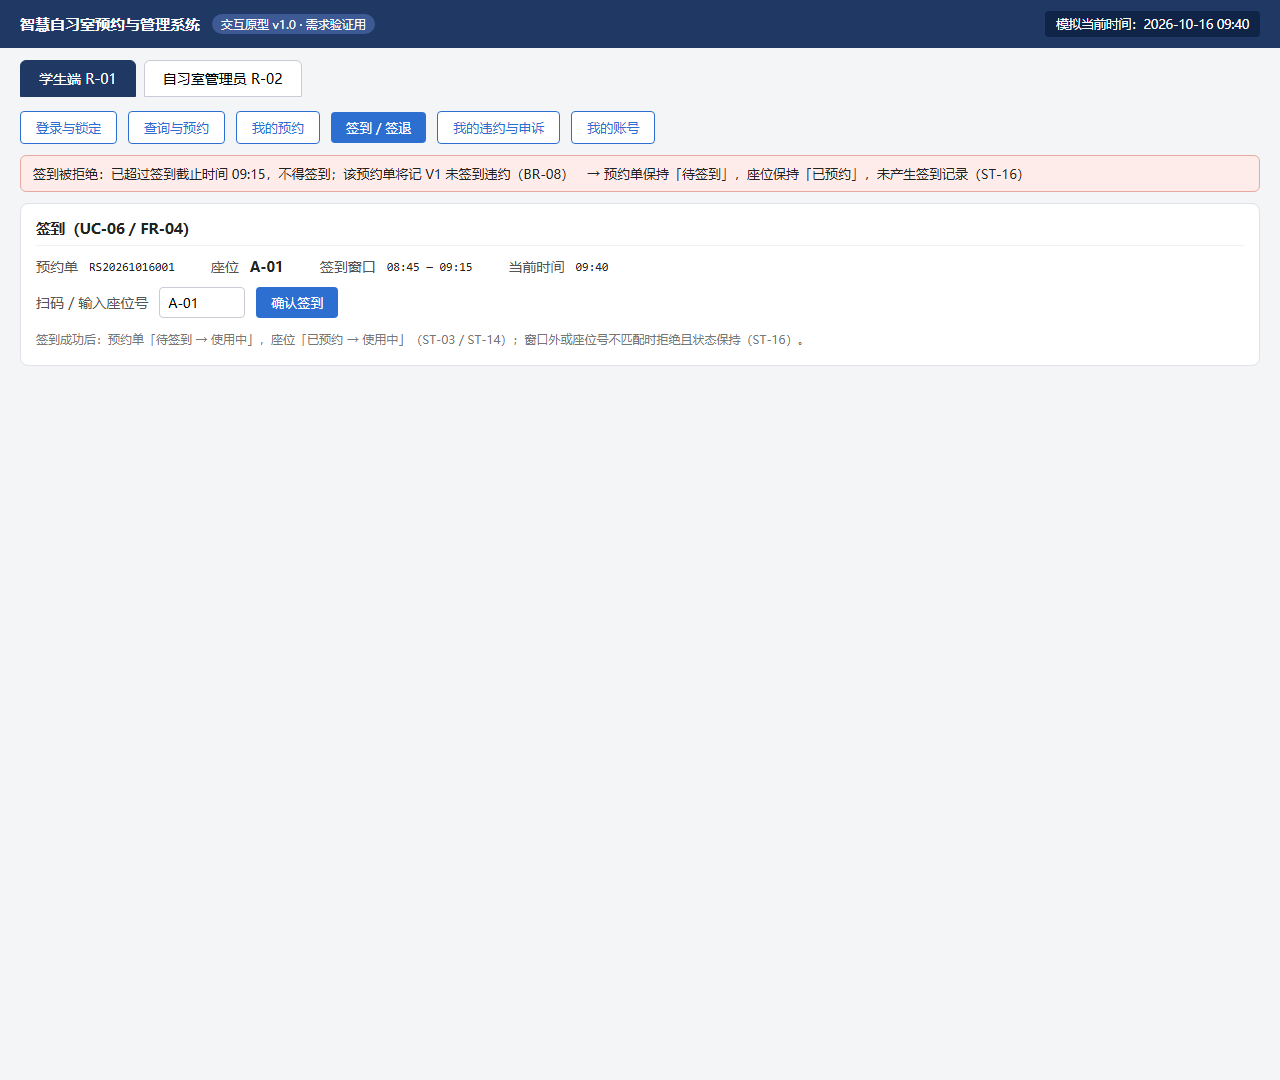 智慧自习室预约与管理系统 交互原型 v1.0 · 需求验证用 模拟当前时间：2026-10-16 09:40
学生端 R-01 自习室管理员 R-02
登录与锁定 查询与预约 我的预约 签到 / 签退 我的违约与申诉 我的账号
签到被拒绝：已超过签到截止时间 09:15，不得签到；该预约单将记 V1 未签到违约（BR-08） → 预约单保持「待签到」，座位保持「已预约」，未产生签到记录（ST-16）
签到（UC-06 / FR-04）
预约单 RS20261016001 座位 A-01 签到窗口 08:45 – 09:15 当前时间 09:40
扫码 / 输入座位号 A-01 确认签到
签到成功后：预约单「待签到 → 使用中」，座位「已预约 → 使用中」（ST-03 / ST-14）；窗口外或座位号不匹配时拒绝且状态保持（ST-16）。